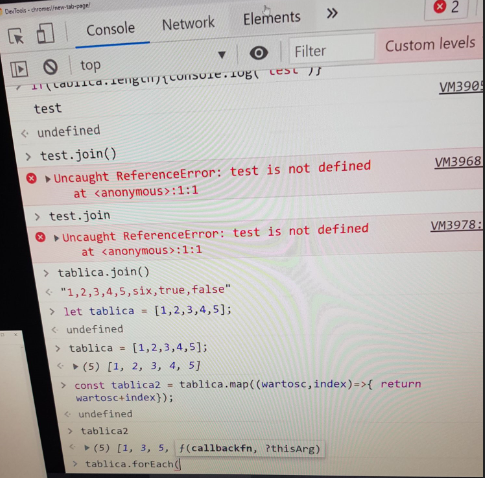 DevTools - chrome://new-tab-page/
Console
Elements
»
2
top
▼
Filter
Custom levels
> if(tablica.length){console.log('test')}
VM3905
test
undefined
> test.join()
Uncaught ReferenceError: test is not defined
VM3968
at <anonymous>:1:1
> test.join
Uncaught ReferenceError: test is not defined
VM3978:
at <anonymous>:1:1
> tablica.join()
"1,2,3,4,5,six,true,false"
> let tablica = [1,2,3,4,5];
undefined
> tablica = [1,2,3,4,5];
(5) [1, 2, 3, 4, 5]
> const tablica2 = tablica.map((wartosc,index)=>{ return
wartosc+index});
undefined
> tablica2
(5) [1, 3, 5,
f(callbackfn, ?thisArg)
> tablica.forEach(